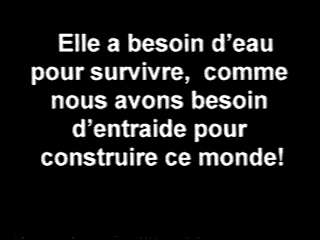 Elle a besoin d'eau
pour survivre, comme
nous avons besoin
d'entraide pour
construire ce monde!